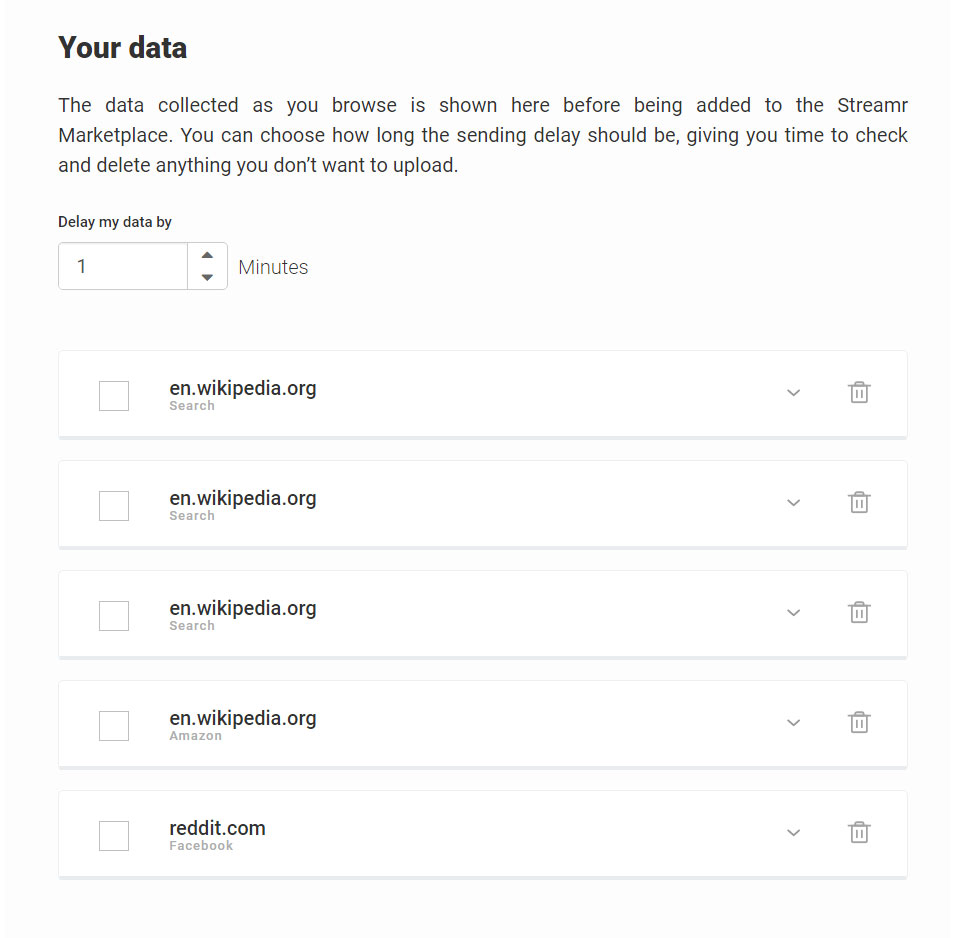 Your data
The data collected as you browse is shown here before being added to the Streamr
Marketplace. You can choose how long the sending delay should be, giving you time to check
and delete anything you don’t want to upload.
Delay my data by
1 Minutes
en.wikipedia.org
Search
en.wikipedia.org
Search
en.wikipedia.org
Search
en.wikipedia.org
Amazon
reddit.com
Facebook